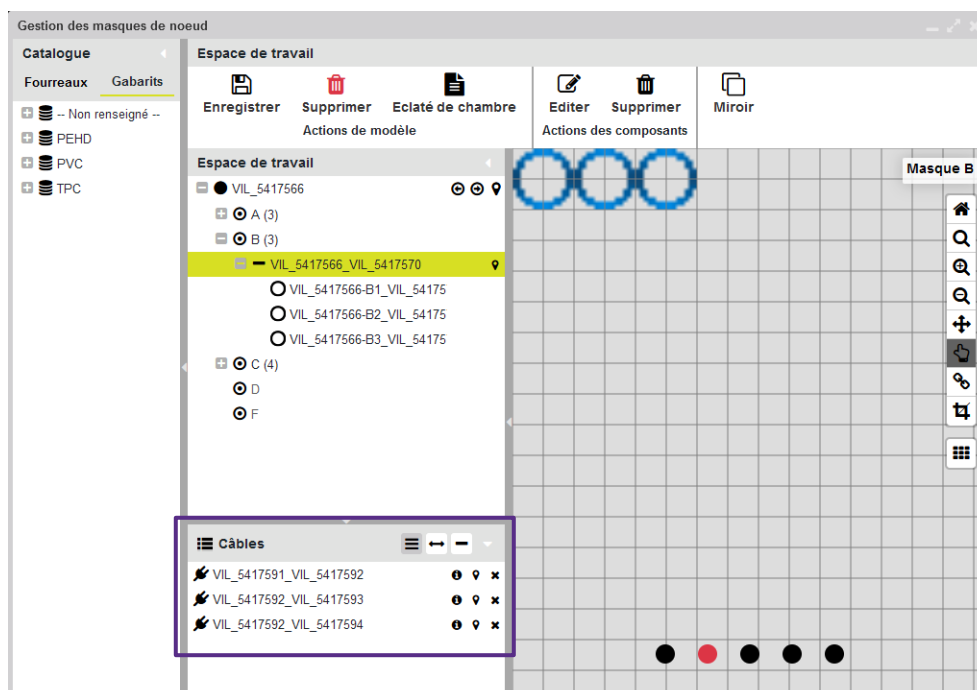 Gestion des masques de noeud
Catalogue
Espace de travail
Fourreaux Gabarits
Enregistrer Supprimer Eclaté de chambre Editer Supprimer Miroir
Actions de modèle Actions des composants
-- Non renseigné --
PEHD
PVC
TPC
Espace de travail
VIL_5417566
A (3)
B (3)
VIL_5417566_VIL_5417570
VIL_5417566-B1_VIL_54175
VIL_5417566-B2_VIL_54175
VIL_5417566-B3_VIL_54175
C (4)
D
F
Masque B
Câbles
VIL_5417591_VIL_5417592
VIL_5417592_VIL_5417593
VIL_5417592_VIL_5417594